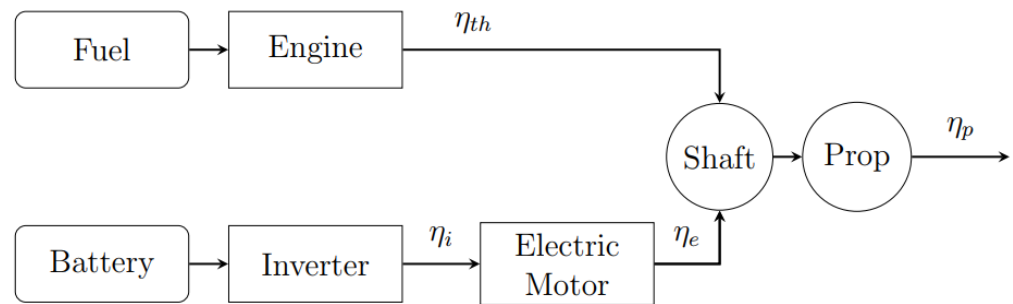 η_th
Fuel
Engine
Shaft
Prop
η_p
Battery
Inverter
η_i
Electric
Motor
η_e